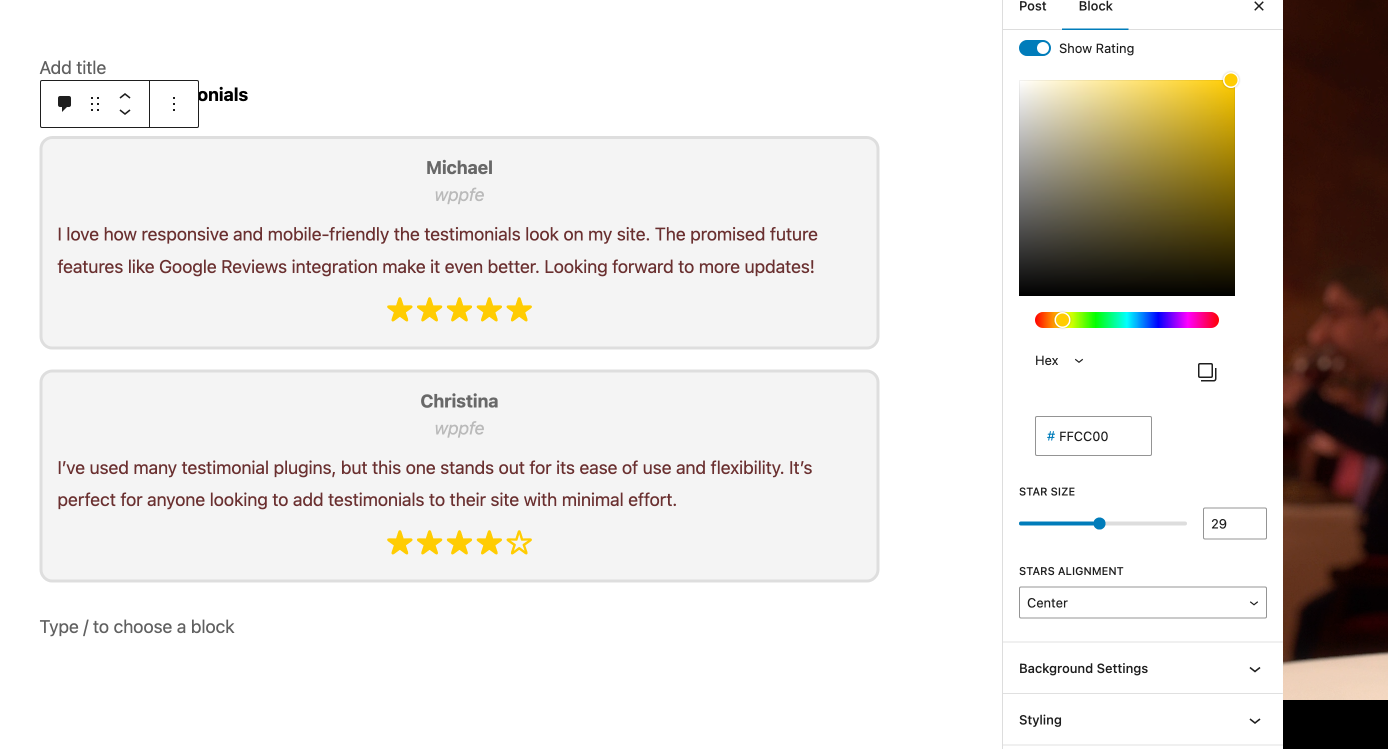 Add title
onials
Michael
wppfe
I love how responsive and mobile-friendly the testimonials look on my site. The promised future
features like Google Reviews integration make it even better. Looking forward to more updates!
Christina
wppfe
I’ve used many testimonial plugins, but this one stands out for its ease of use and flexibility. It’s
perfect for anyone looking to add testimonials to their site with minimal effort.
Type / to choose a block
Post
Block
Show Rating
Hex
# FFCC00
STAR SIZE
29
STARS ALIGNMENT
Center
Background Settings
Styling